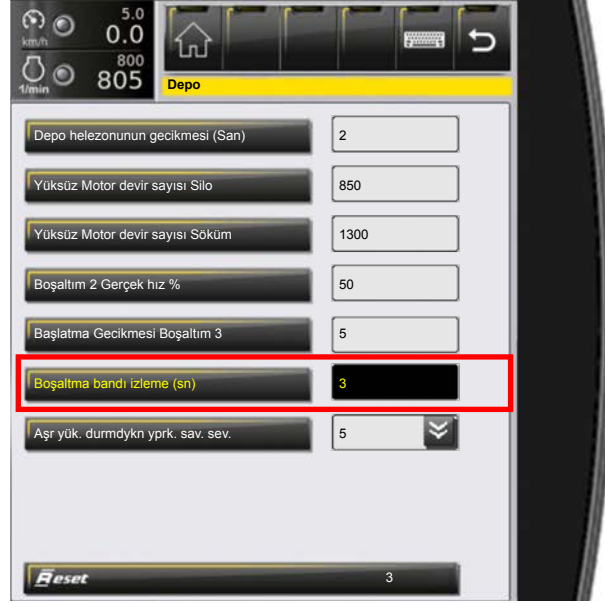 5.0
km/h 0.0
800
1/min 805
Depo
Depo helezonunun gecikmesi (San) 2
Yüksüz Motor devir sayısı Silo 850
Yüksüz Motor devir sayısı Söküm 1300
Boşaltım 2 Gerçek hız % 50
Başlatma Gecikmesi Boşaltım 3 5
Boşaltma bandı izleme (sn) 3
Aşr yük. durmdykn yprk. sav. sev. 5
Reset 3